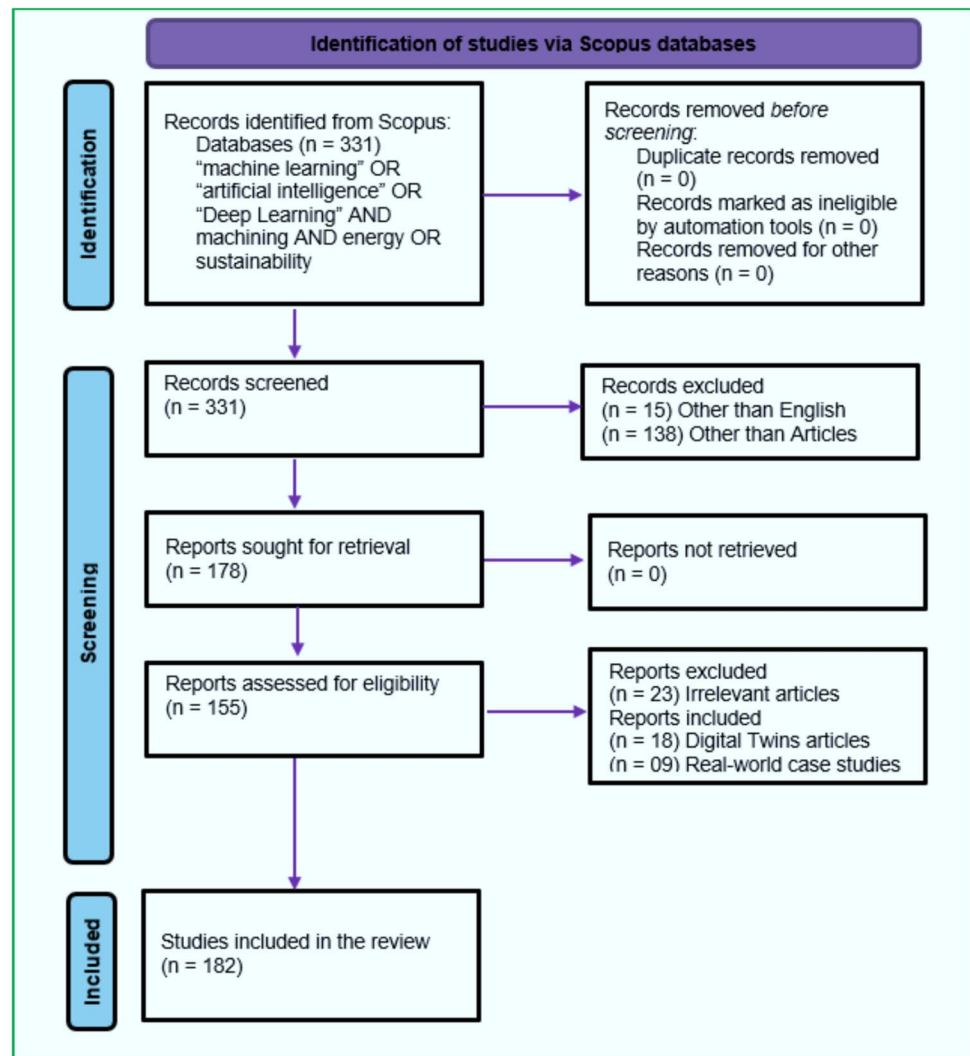 Identification of studies via Scopus databases
Identification
Records identified from Scopus:
Databases (n = 331)
“machine learning” OR
“artificial intelligence” OR
“Deep Learning” AND
machining AND energy OR
sustainability
Records removed before
screening:
Duplicate records removed
(n = 0)
Records marked as ineligible
by automation tools (n = 0)
Records removed for other
reasons (n = 0)
Screening
Records screened
(n = 331)
Records excluded
(n = 15) Other than English
(n = 138) Other than Articles
Reports sought for retrieval
(n = 178)
Reports not retrieved
(n = 0)
Reports assessed for eligibility
(n = 155)
Reports excluded
(n = 23) Irrelevant articles
Reports included
(n = 18) Digital Twins articles
(n = 09) Real-world case studies
Included
Studies included in the review
(n = 182)